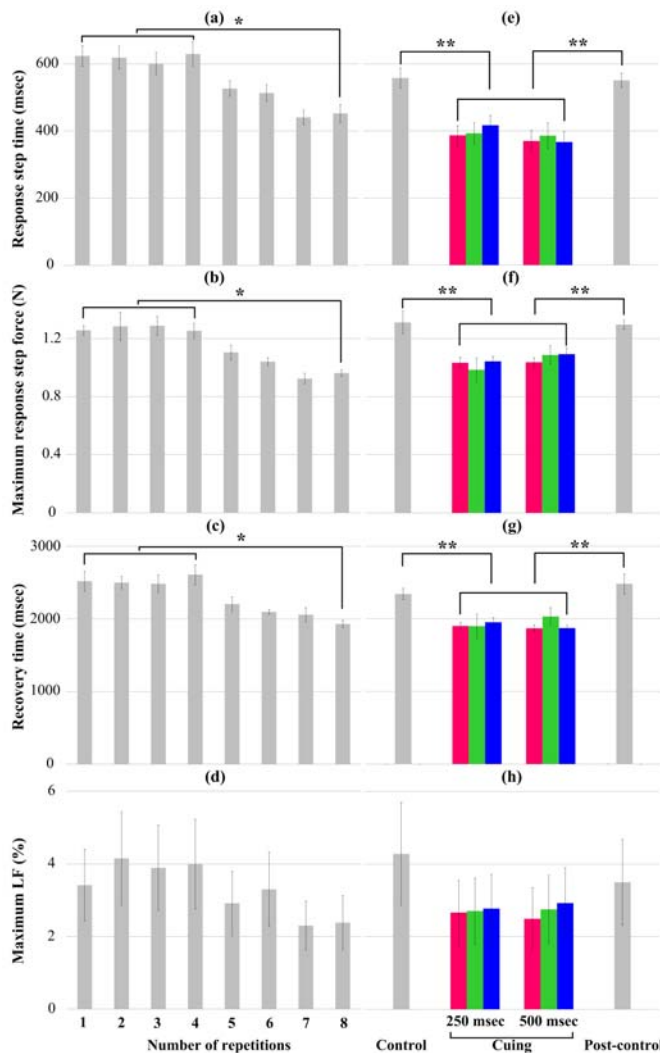 (a)
(e)
Response step time (msec)
600
400
200
0
*
**
**
(b)
(f)
Maximum response step force (N)
1.2
0.8
0.4
0
*
**
**
(c)
(g)
Recovery time (msec)
3000
2000
1000
0
*
**
**
(d)
(h)
Maximum LF (%)
6
4
2
0
1 2 3 4 5 6 7 8
Number of repetitions
250 msec 500 msec
Control Cuing Post-control